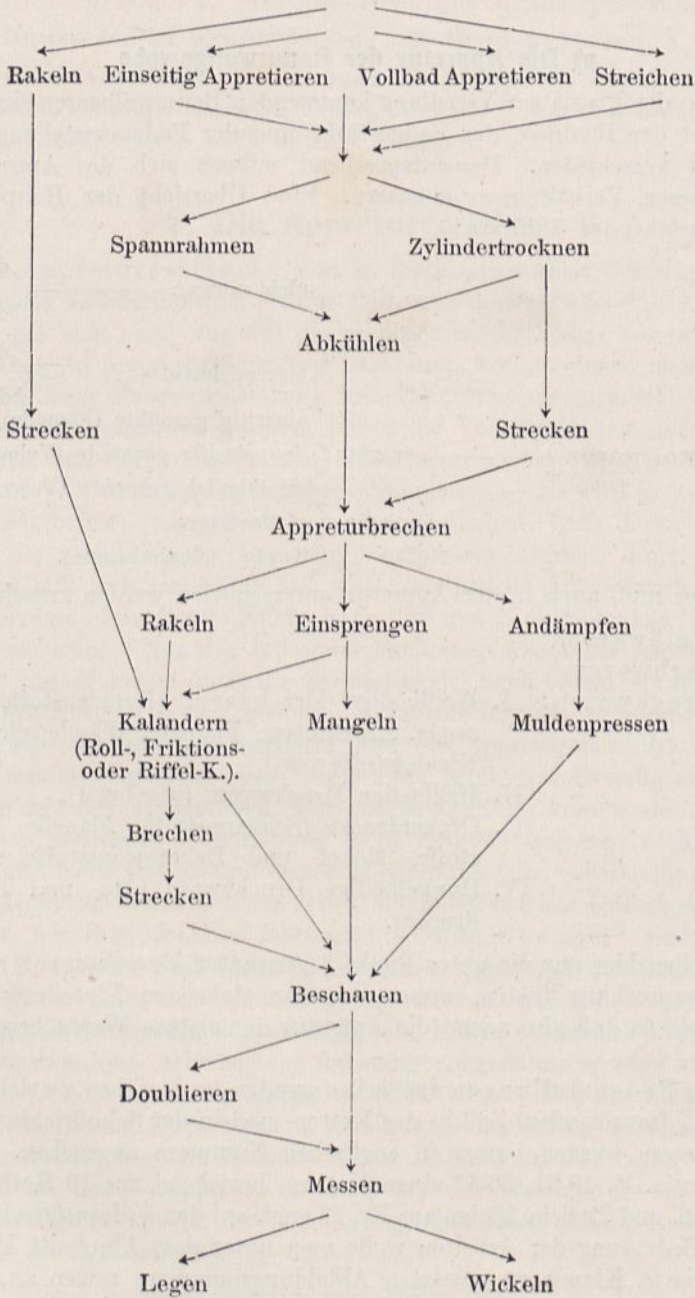 Rakeln Einseitig Appretieren Vollbad Appretieren Streichen
Spannrahmen Zylindertrocknen
Abkühlen
Strecken Strecken
Appreturbrechen
Rakeln Einsprengen Andämpfen
Kalandern Mangeln Muldenpressen
(Roll-, Friktions-
oder Riffel-K.).
Brechen
Strecken
Beschauen
Doublieren
Messen
Legen Wickeln